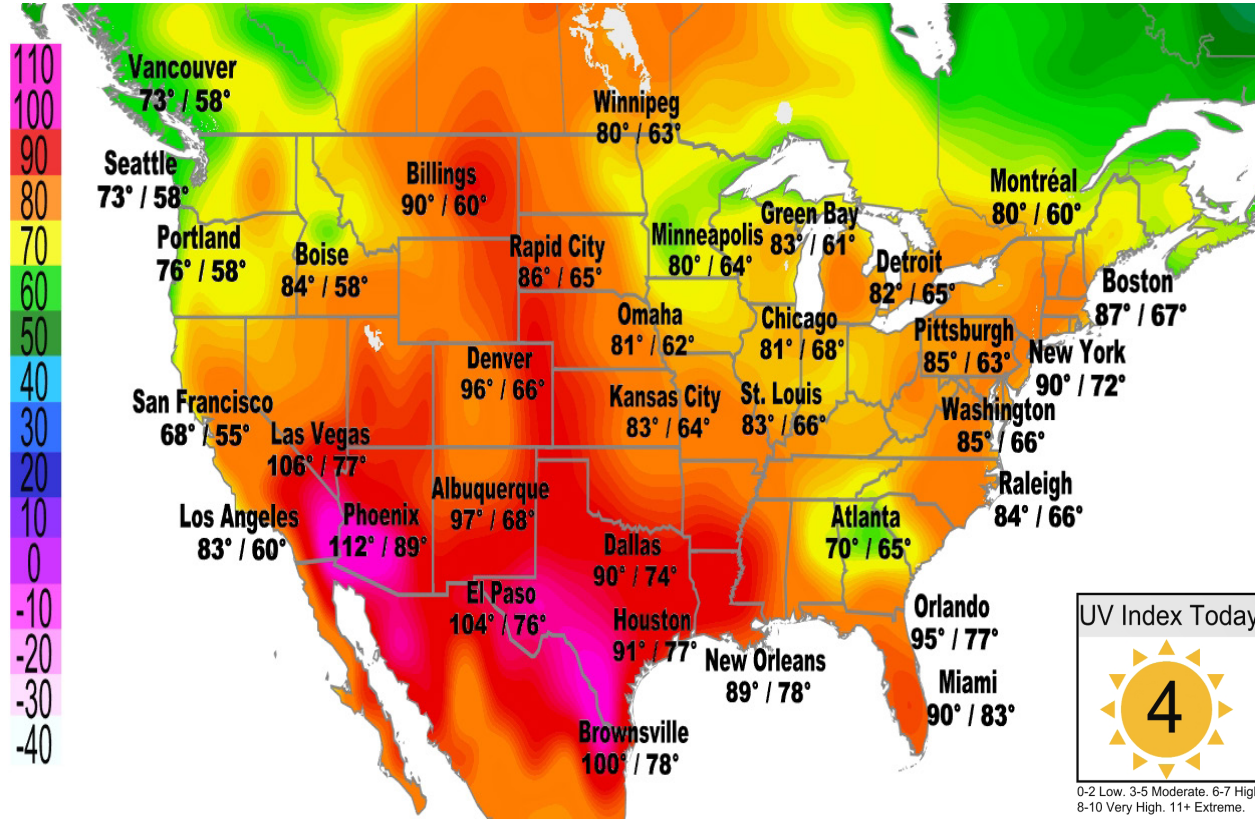 110
100
90
80
70
60
50
40
30
20
10
0
-10
-20
-30
-40
Vancouver
73° / 58°
Seattle
73° / 58°
Portland
76° / 58°
Boise
84° / 58°
Billings
90° / 60°
Winnipeg
80° / 63°
Rapid City
86° / 65°
Minneapolis
80° / 64°
Green Bay
83° / 61°
Montréal
80° / 60°
Detroit
82° / 65°
Boston
87° / 67°
Omaha
81° / 62°
Chicago
81° / 68°
Pittsburgh
85° / 63°
New York
90° / 72°
Denver
96° / 66°
San Francisco
68° / 55°
Las Vegas
106° / 77°
Kansas City
83° / 64°
St. Louis
83° / 66°
Washington
85° / 66°
Raleigh
84° / 66°
Los Angeles
83° / 60°
Phoenix
112° / 89°
Albuquerque
97° / 68°
Atlanta
70° / 65°
Dallas
90° / 74°
El Paso
104° / 76°
Houston
91° / 77°
New Orleans
89° / 78°
Orlando
95° / 77°
Miami
90° / 83°
Brownsville
100° / 78°
UV Index Today
4
0-2 Low. 3-5 Moderate. 6-7 High
8-10 Very High. 11+ Extreme.